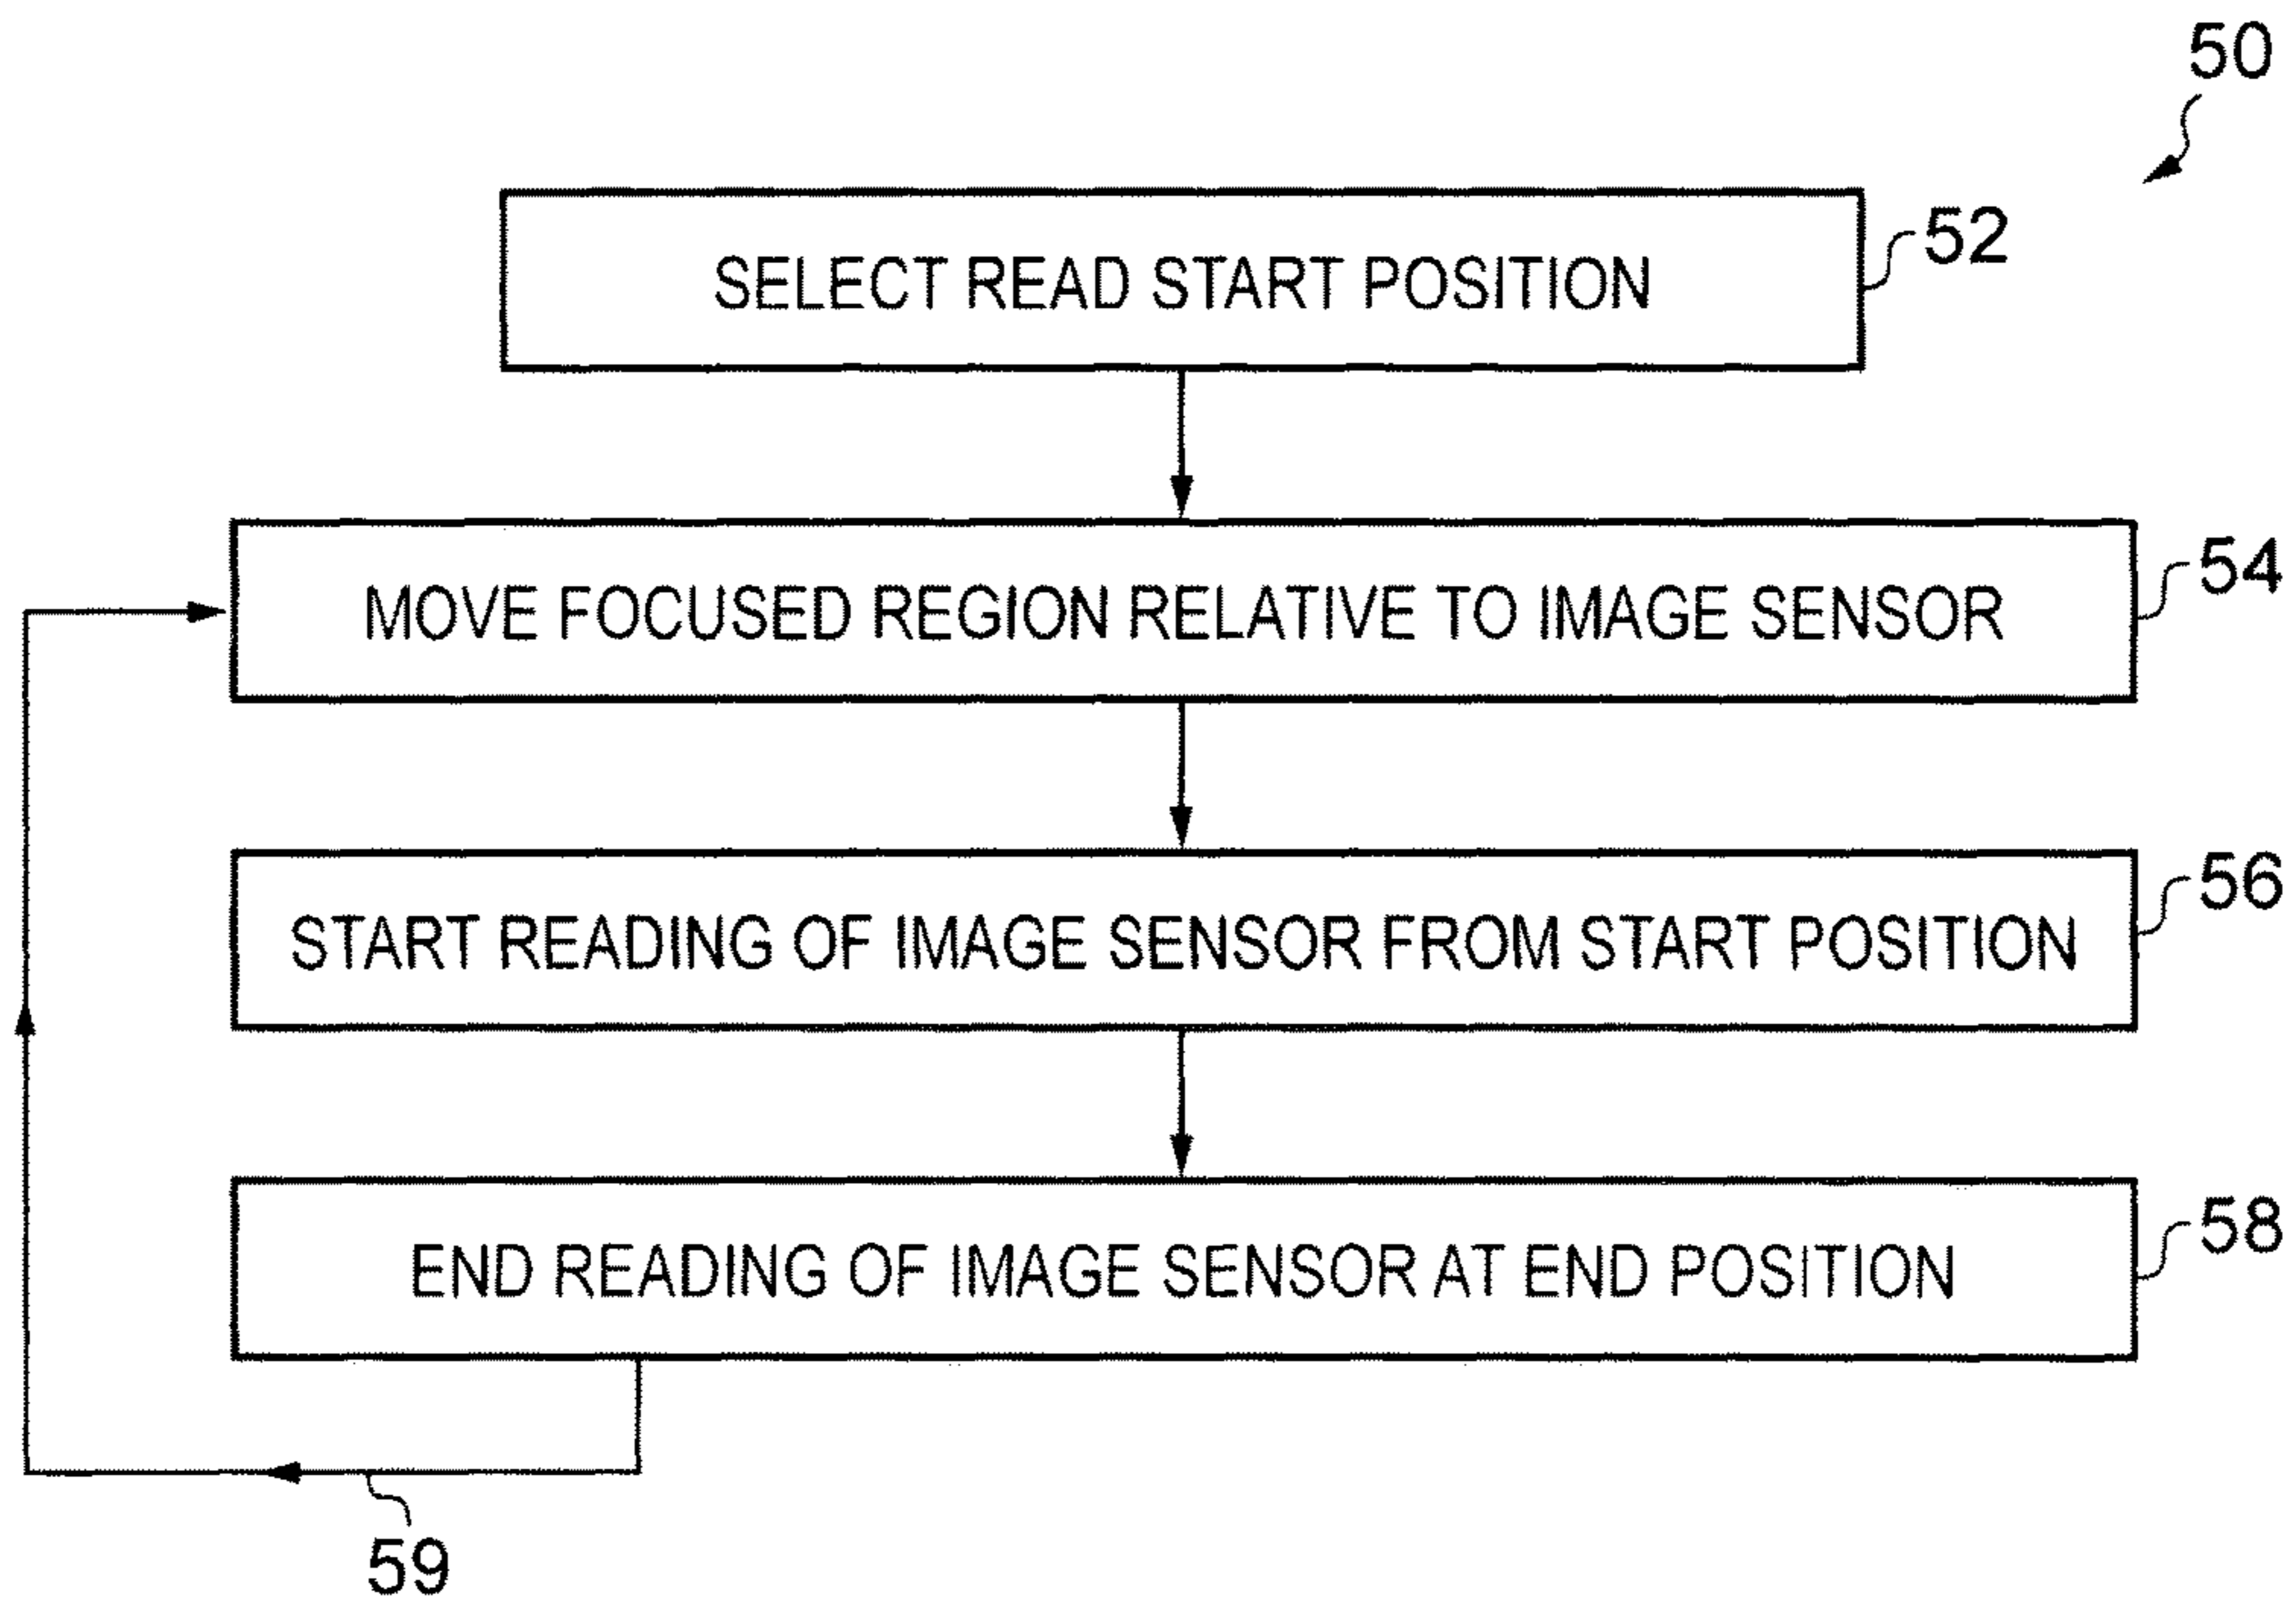 50
SELECT READ START POSITION
52
MOVE FOCUSED REGION RELATIVE TO IMAGE SENSOR
54
START READING OF IMAGE SENSOR FROM START POSITION
56
END READING OF IMAGE SENSOR AT END POSITION
58
59